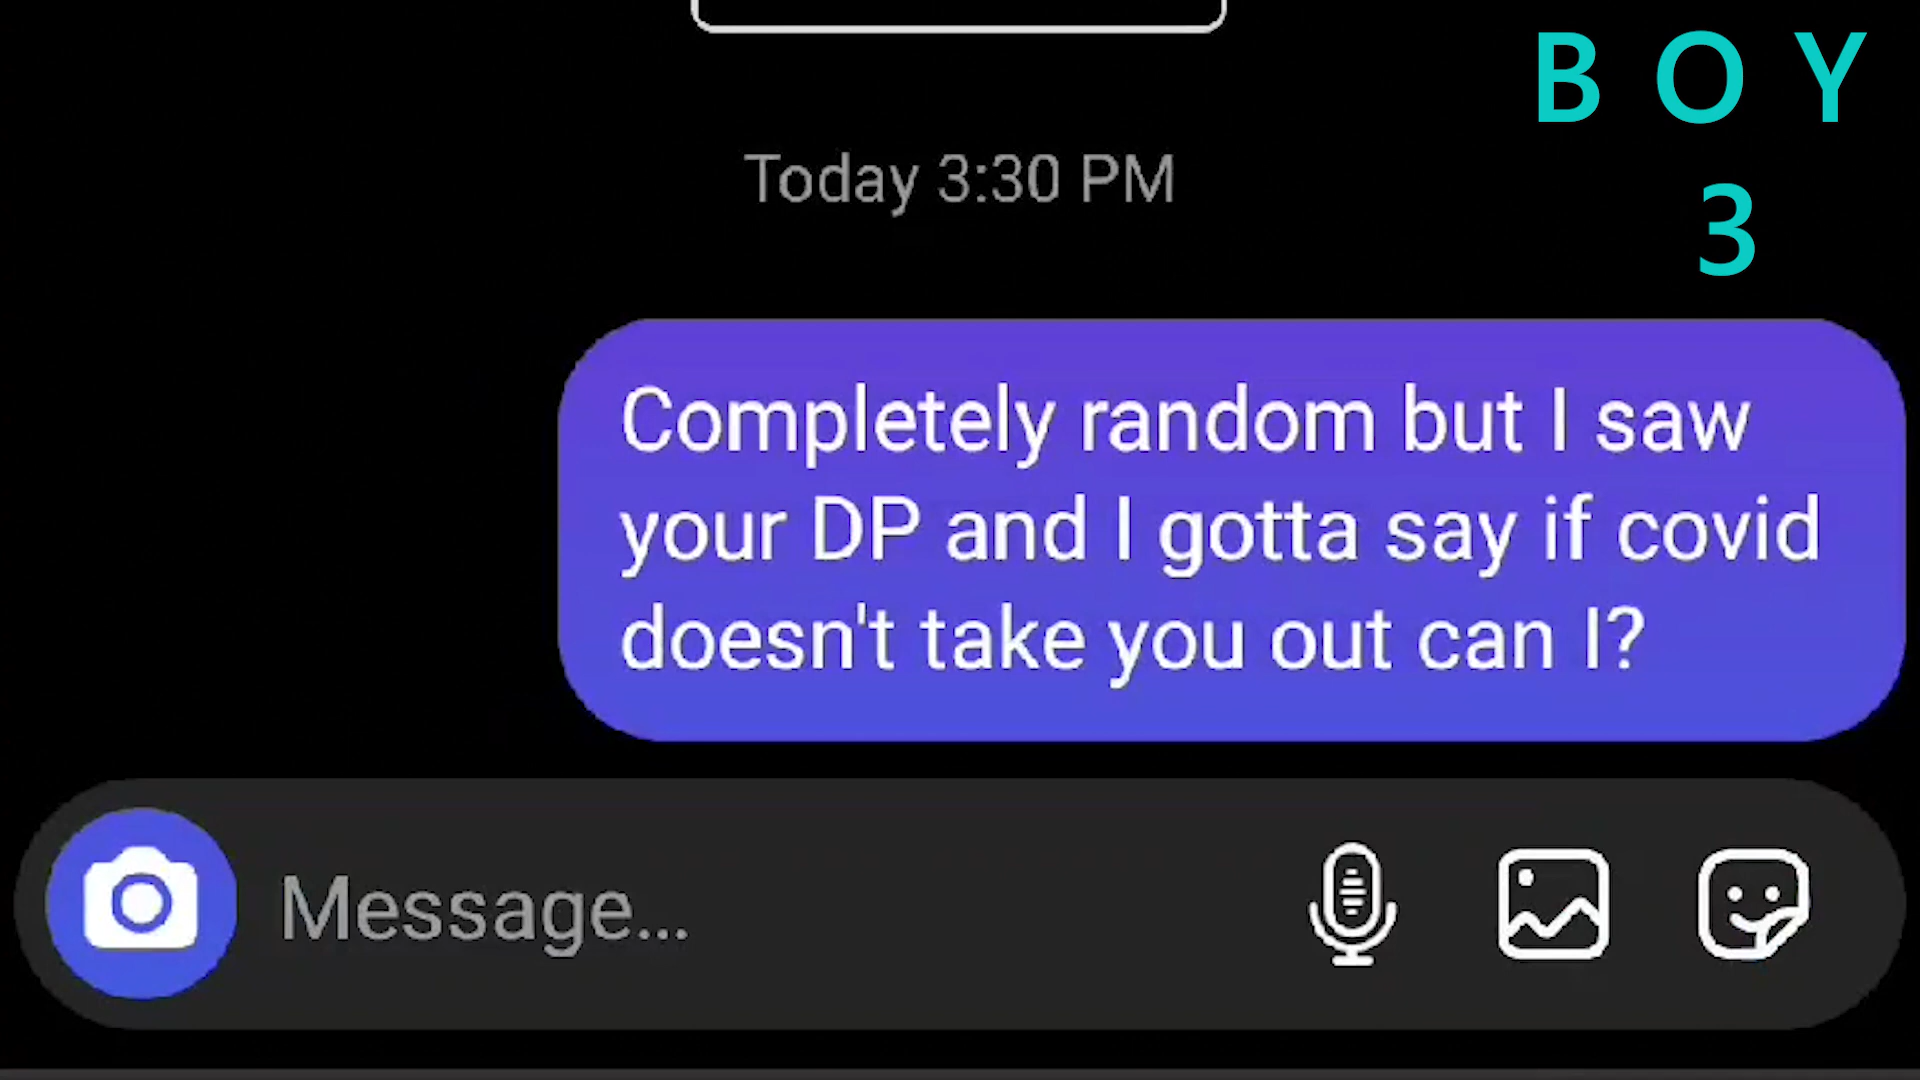 B O Y
3
Today 3:30 PM
Completely random but I saw
your DP and I gotta say if covid
doesn't take you out can I?
Message...